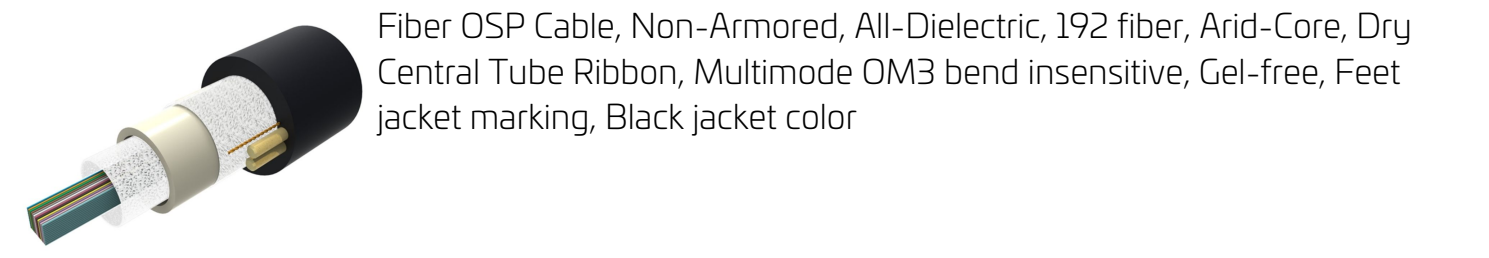 Fiber OSP Cable, Non-Armored, All-Dielectric, 192 fiber, Arid-Core, Dry
Central Tube Ribbon, Multimode OM3 bend insensitive, Gel-free, Feet
jacket marking, Black jacket color